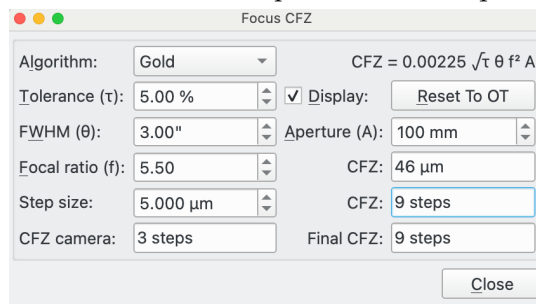 Focus CFZ
Algorithm: Gold CFZ = 0.00225 √τ θ f² A
Tolerance (τ): 5.00 % Display: Reset To OT
FWHM (θ): 3.00" Aperture (A): 100 mm
Focal ratio (f): 5.50 CFZ: 46 µm
Step size: 5.000 µm CFZ: 9 steps
CFZ camera: 3 steps Final CFZ: 9 steps
Close